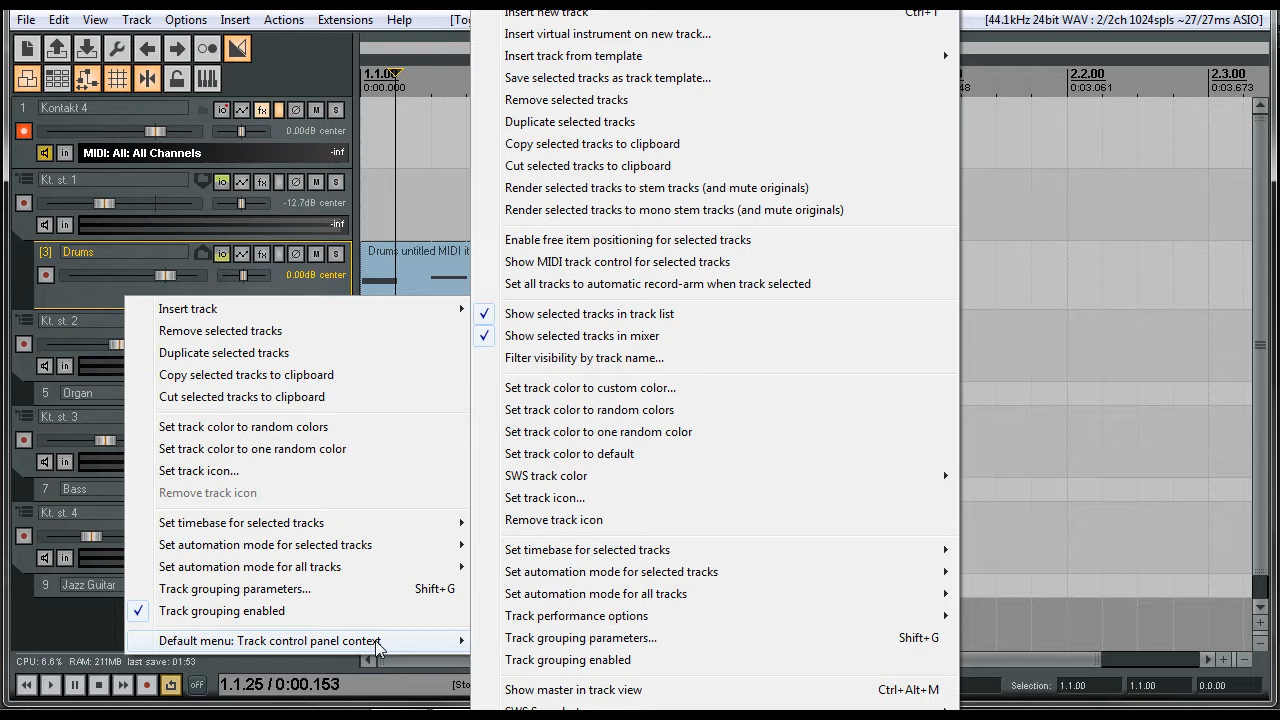 File Edit View Track Options Insert Actions Extensions Help [To
[44.1kHz 24bit WAV : 2/2ch 1024spls ~27/27ms ASIO]
Insert new track Ctrl+T
Insert virtual instrument on new track...
Insert track from template
Save selected tracks as track template...
Remove selected tracks
Duplicate selected tracks
Copy selected tracks to clipboard
Cut selected tracks to clipboard
Render selected tracks to stem tracks (and mute originals)
Render selected tracks to mono stem tracks (and mute originals)
Enable free item positioning for selected tracks
Show MIDI track control for selected tracks
Set all tracks to automatic record-arm when track selected
Show selected tracks in track list
Show selected tracks in mixer
Filter visibility by track name...
Set track color to custom color...
Set track color to random colors
Set track color to one random color
Set track color to default
SWS track color
Set track icon...
Remove track icon
Set timebase for selected tracks
Set automation mode for selected tracks
Set automation mode for all tracks
Track performance options
Track grouping parameters... Shift+G
Track grouping enabled
Show master in track view Ctrl+Alt+M
1.1.00
0:00.000
48
2.2.00
0:03.061
2.3.00
0:03.673
1 Kontakt 4 io fx M S
0.00dB center
in MIDI: All: All Channels -inf
Kt. st. 1 io fx M S
-12.7dB center
in -inf
[3] Drums io fx M S
0.00dB center
Drums untitled MIDI it
Kt. st. 2
in
5 Organ
Kt. st. 3
in
7 Bass
Kt. st. 4
in
9 Jazz Guitar
Insert track
Remove selected tracks
Duplicate selected tracks
Copy selected tracks to clipboard
Cut selected tracks to clipboard
Set track color to random colors
Set track color to one random color
Set track icon...
Remove track icon
Set timebase for selected tracks
Set automation mode for selected tracks
Set automation mode for all tracks
Track grouping parameters... Shift+G
Track grouping enabled
Default menu: Track control panel context
CPU: 6.6% RAM: 211MB last save: 01:53
off 1.1.25 / 0:00.153 [Sto
Selection: 1.1.00 1.1.00 0.0.00